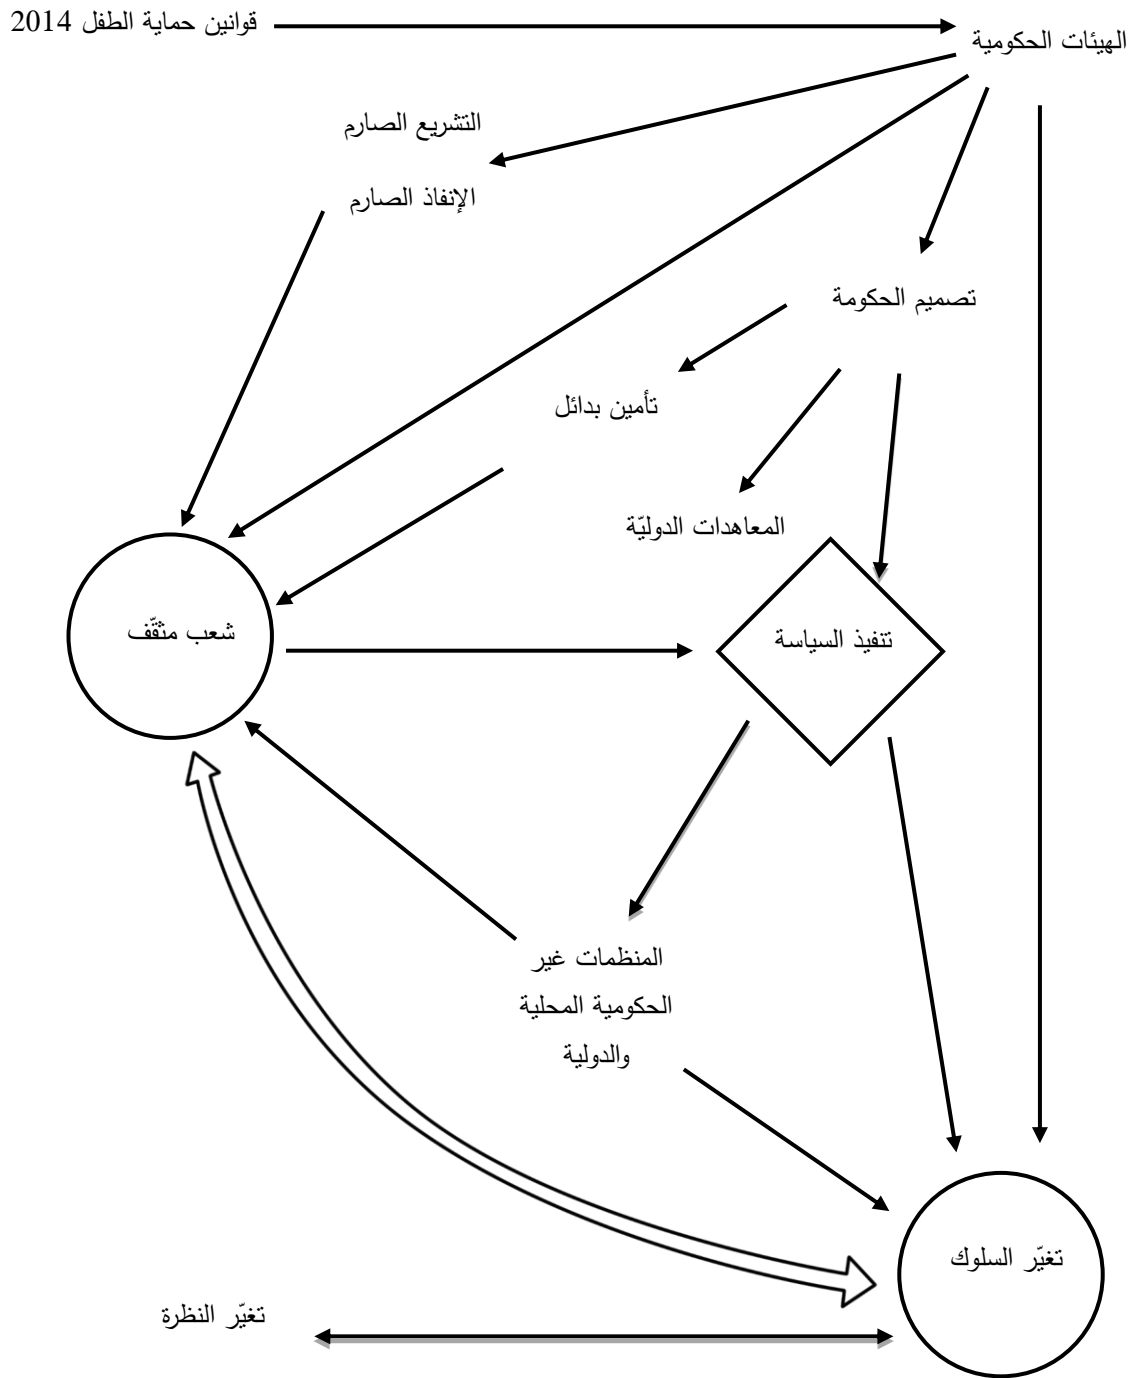 قوانين حماية الطفل 2014
الهيئات الحكومية
التشريع الصارم
الإنفاذ الصارم
تصميم الحكومة
تأمين بدائل
المعاهدات الدوليّة
شعب مثقّف
تنفيذ السياسة
المنظمات غير
الحكومية المحلية
والدولية
تغيّر السلوك
تغيّر النظرة